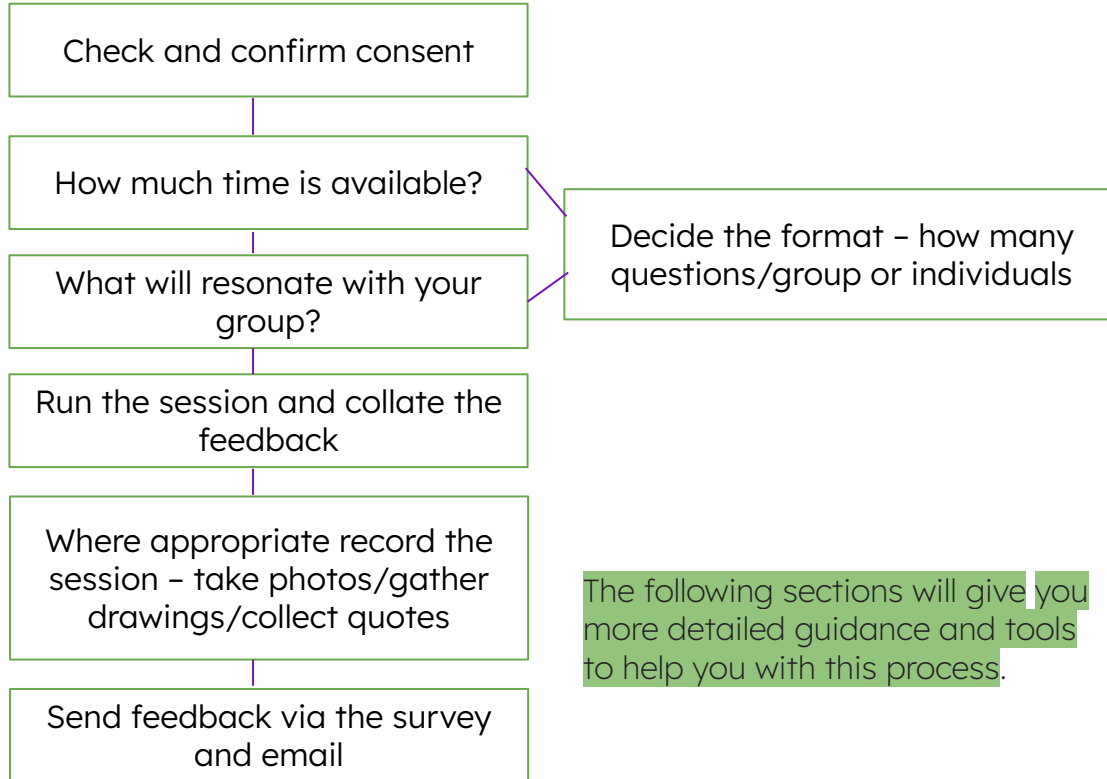 Check and confirm consent
How much time is available?
Decide the format – how many
questions/group or individuals
What will resonate with your
group?
Run the session and collate the
feedback
Where appropriate record the
session – take photos/gather
drawings/collect quotes
The following sections will give you
more detailed guidance and tools
to help you with this process.
Send feedback via the survey
and email